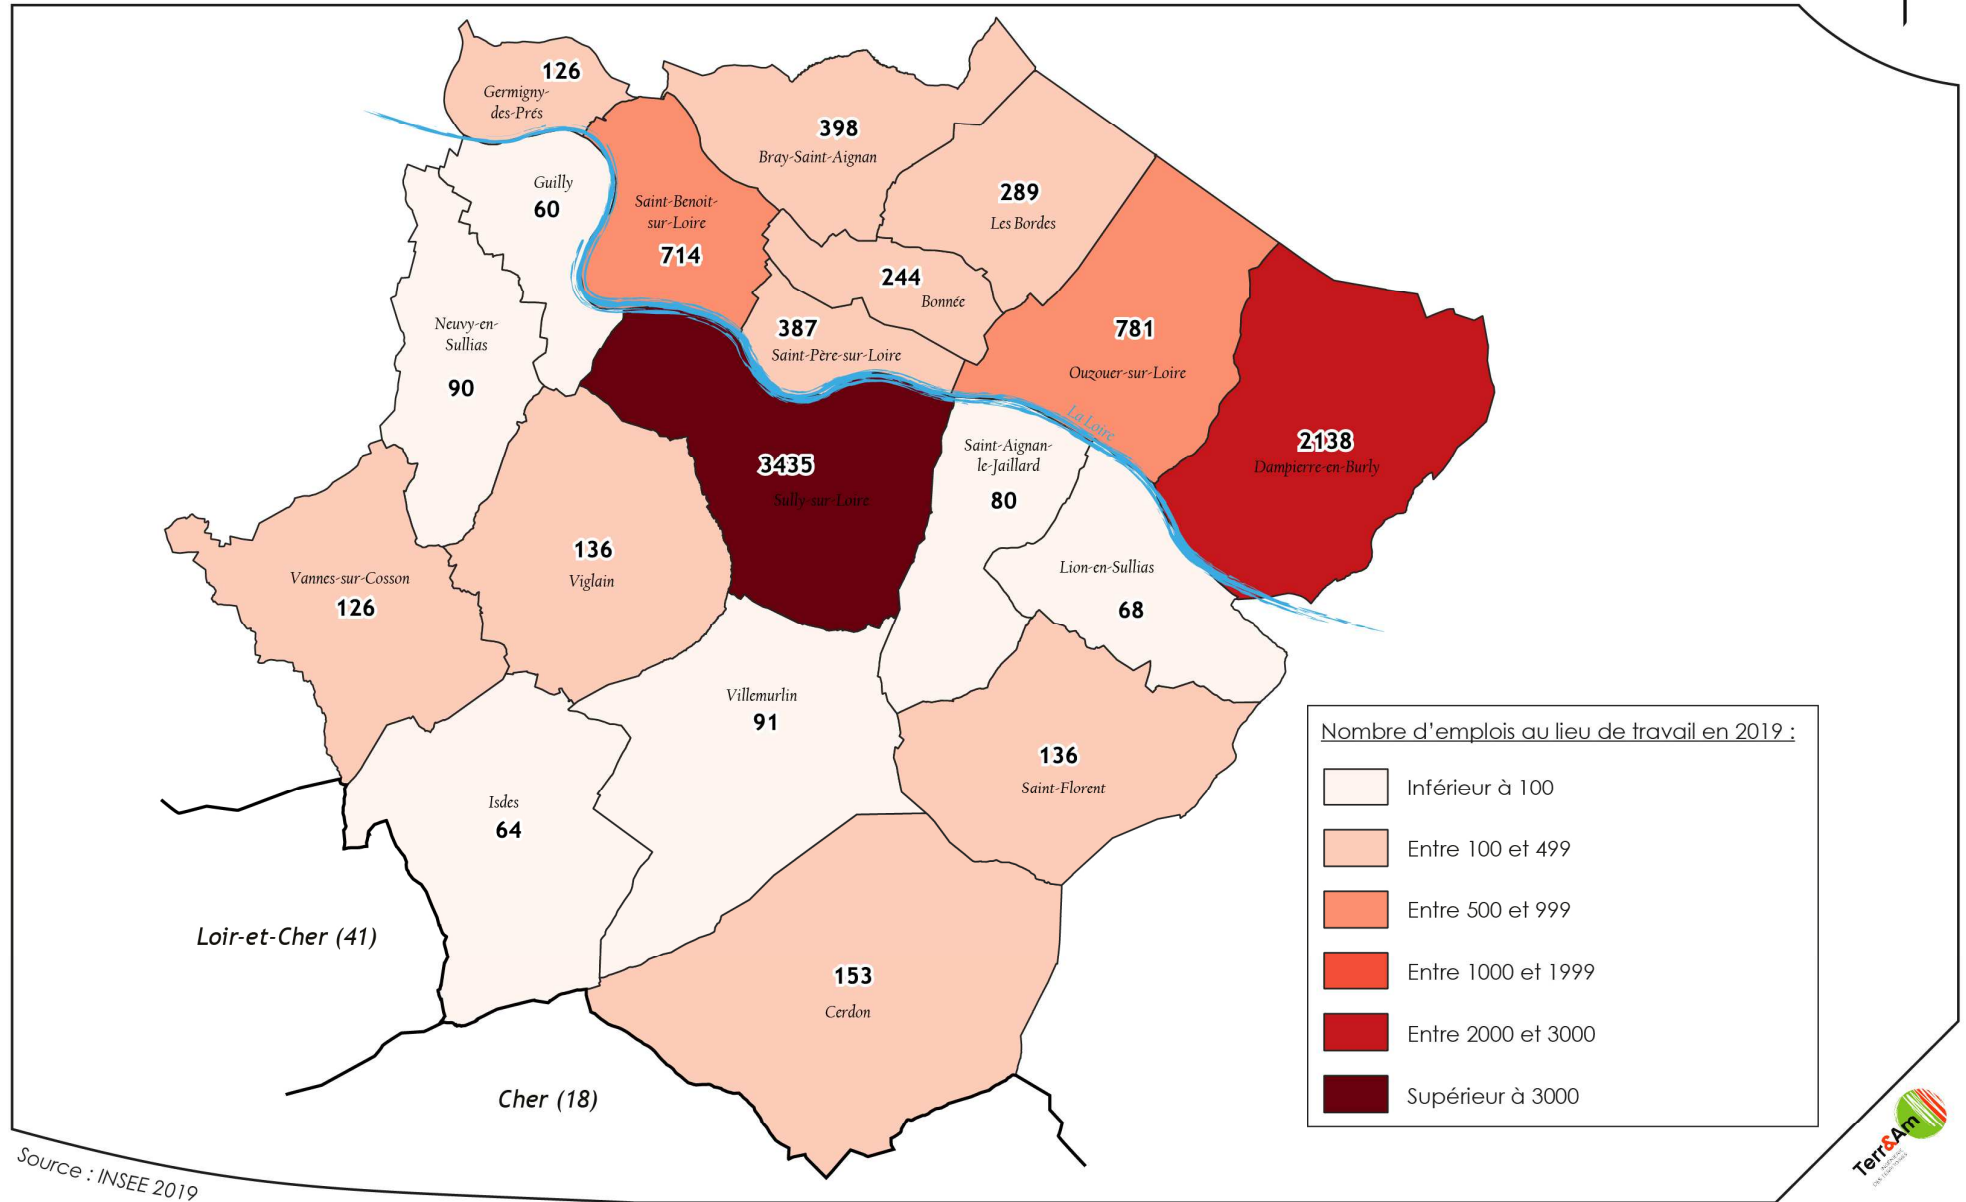 126
Germigny-
des-Prés
398
Bray-Saint-Aignan
Guilly
60
Saint-Benoit-
sur-Loire
714
289
Les Bordes
244
Bonnée
387
Saint-Père-sur-Loire
781
Ouzouer-sur-Loire
Neuvy-en-
Sullias
90
La Loire
2138
Dampierre-en-Burly
3435
Sully-sur-Loire
Saint-Aignan-
le-Jaillard
80
136
Viglain
Vannes-sur-Cosson
126
Lion-en-Sullias
68
Villemurlin
91
136
Saint-Florent
Isdes
64
153
Cerdon
Loir-et-Cher (41)
Cher (18)
Nombre d’emplois au lieu de travail en 2019 :
Inférieur à 100
Entre 100 et 499
Entre 500 et 999
Entre 1000 et 1999
Entre 2000 et 3000
Supérieur à 3000
Source : INSEE 2019
Terr&Am